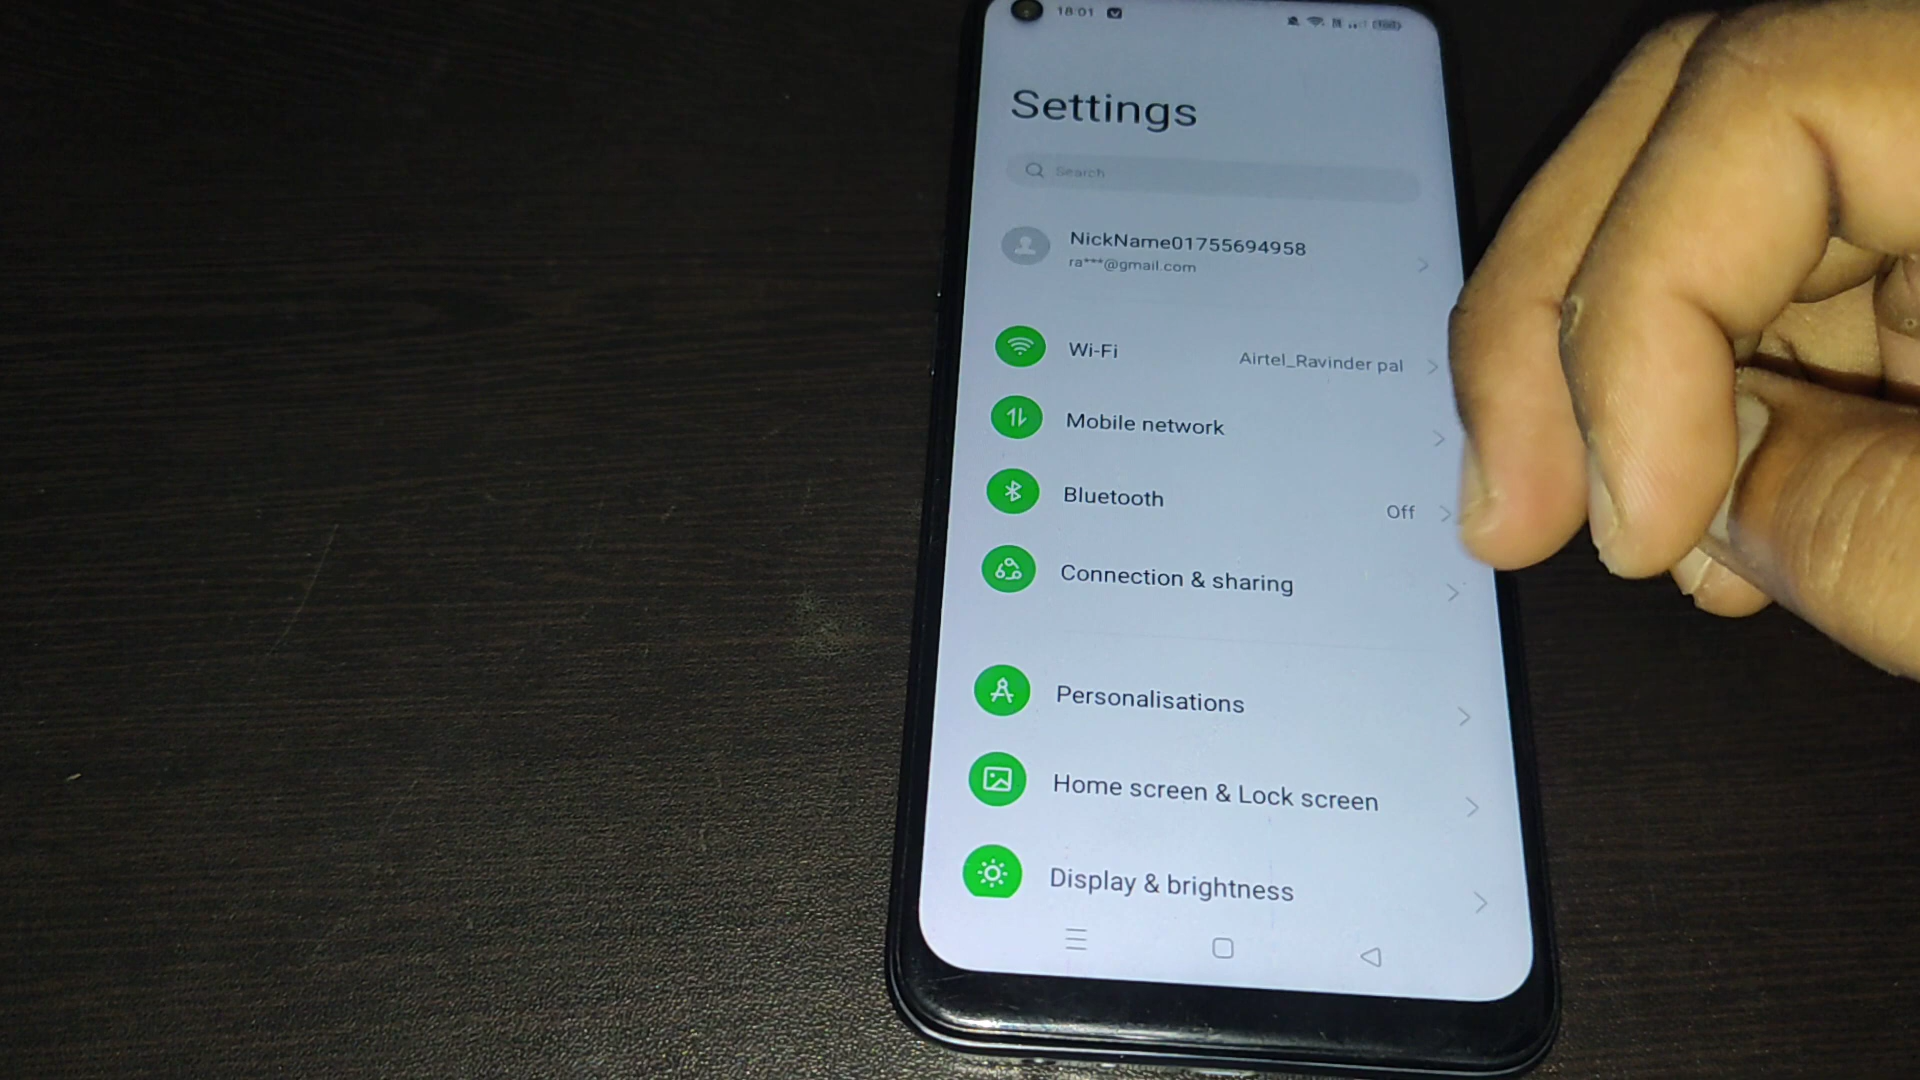 18:01
Settings
Search
NickName01755694958
ra***@gmail.com
Wi-Fi Airtel_Ravinder pal
Mobile network
Bluetooth Off
Connection & sharing
Personalisations
Home screen & Lock screen
Display & brightness